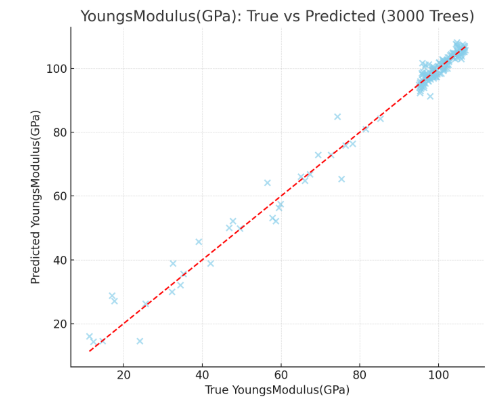 YoungsModulus(GPa): True vs Predicted (3000 Trees)
Predicted YoungsModulus(GPa)
100
80
60
40
20
20 40 60 80 100
True YoungsModulus(GPa)